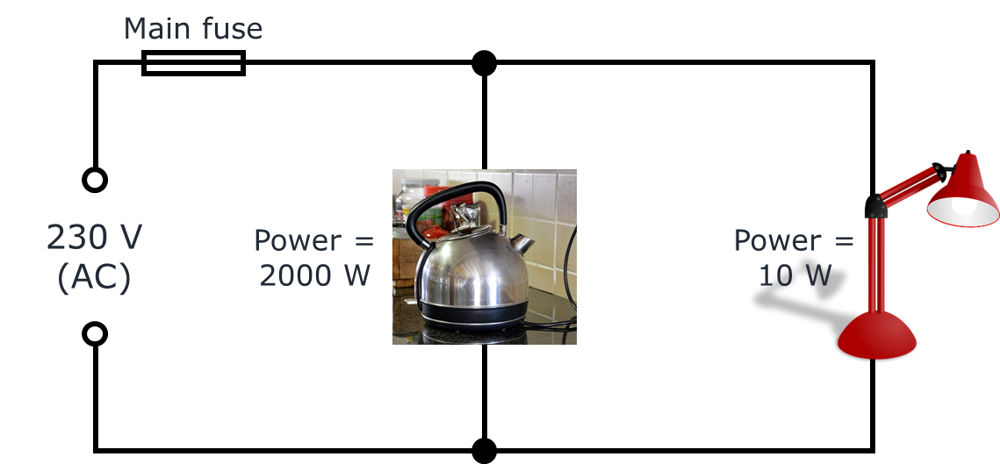 Main fuse
230 V
(AC)
Power =
2000 W
Power =
10 W